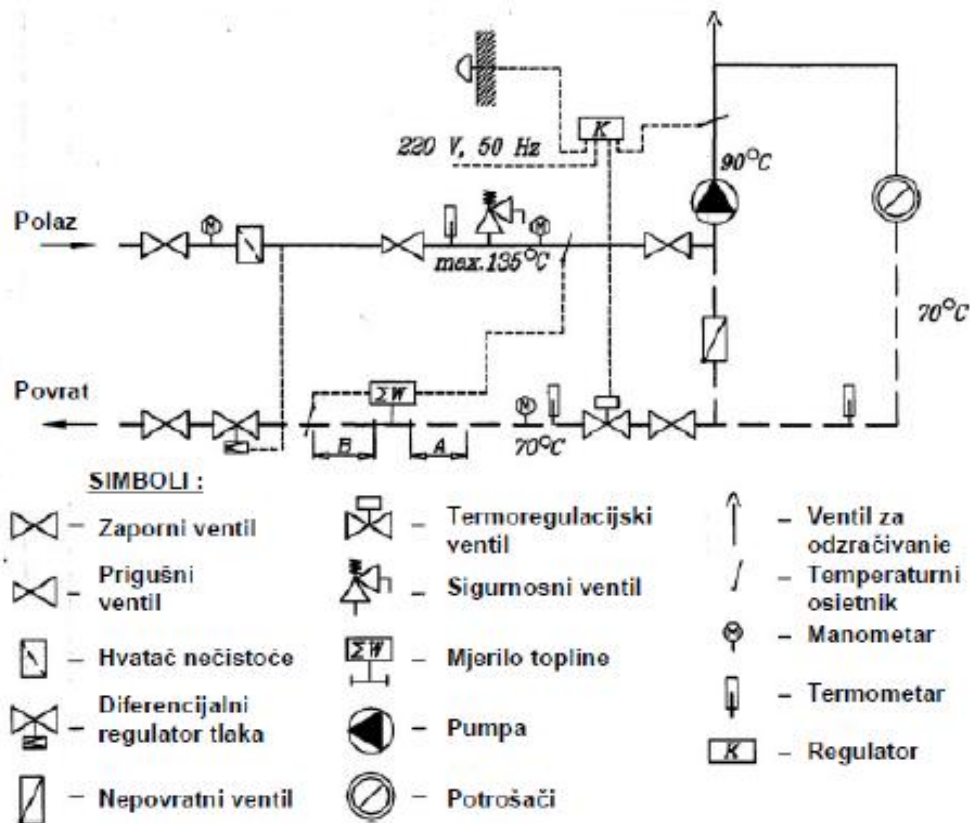 K
220 V, 50 Hz
90°C
Polaz
M
M
max.135°C
70°C
Povrat
ΣW
M
B
A
70°C
SIMBOLI :
– Zaporni ventil
– Prigušni
ventil
– Hvatač nečistoće
– Diferencijalni
regulator tlaka
– Nepovratni ventil
– Termoregulacijski
ventil
– Sigurnosni ventil
ΣW – Mjerilo topline
– Pumpa
– Potrošači
– Ventil za
odzračivanje
– Temperaturni
osietnik
M – Manometar
– Termometar
K – Regulator